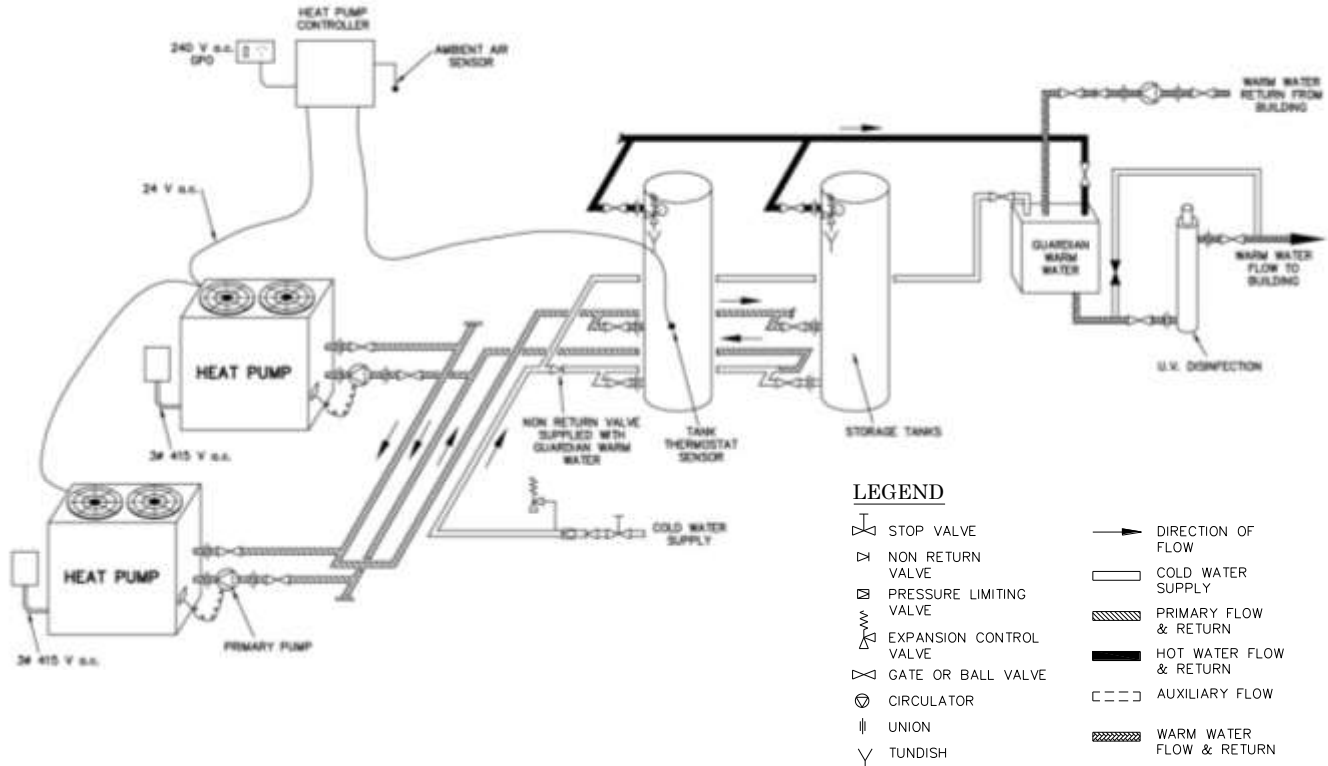 HEAT PUMP
CONTROLLER
240 V a.c.
GPO
AMBIENT AIR
SENSOR
WARM WATER
RETURN FROM
BUILDING
24 V a.c.
GUARDIAN
WARM
WATER
WARM WATER
FLOW TO
BUILDING
HEAT PUMP
U.V. DISINFECTION
NON RETURN VALVE
SUPPLIED WITH
GUARDIAN WARM
WATER
TANK
THERMOSTAT
SENSOR
STORAGE TANKS
3ø 415 V a.c.
COLD WATER
SUPPLY
HEAT PUMP
PRIMARY PUMP
3ø 415 V a.c.
LEGEND
STOP VALVE
NON RETURN
VALVE
PRESSURE LIMITING
VALVE
EXPANSION CONTROL
VALVE
GATE OR BALL VALVE
CIRCULATOR
UNION
TUNDISH
DIRECTION OF
FLOW
COLD WATER
SUPPLY
PRIMARY FLOW
& RETURN
HOT WATER FLOW
& RETURN
AUXILIARY FLOW
WARM WATER
FLOW & RETURN